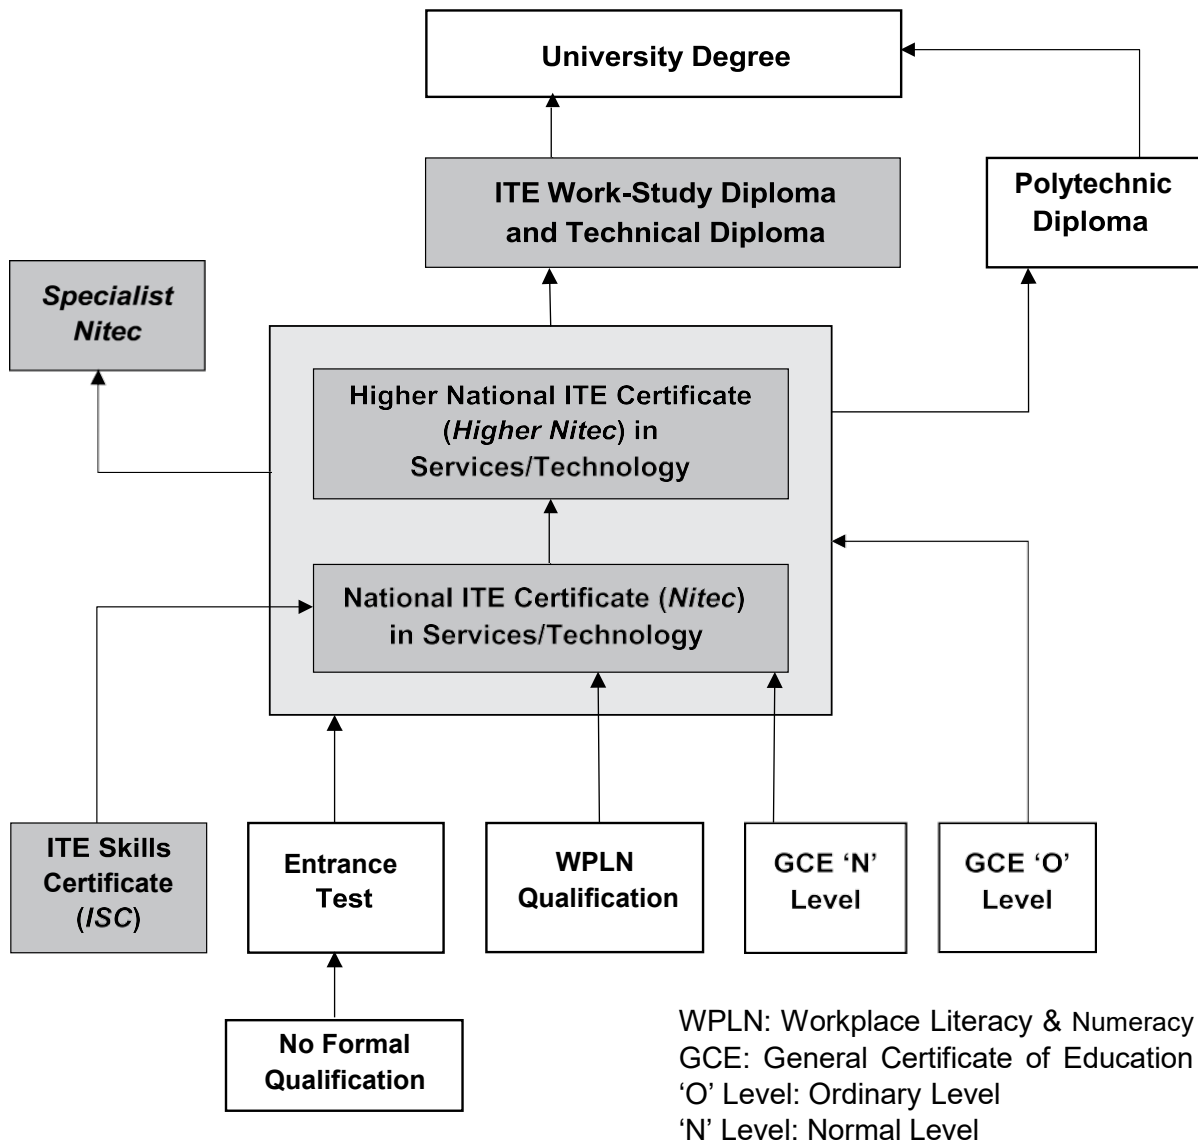 University Degree
ITE Work-Study Diploma
and Technical Diploma
Polytechnic
Diploma
Specialist
Nitec
Higher National ITE Certificate
(Higher Nitec) in
Services/Technology
National ITE Certificate (Nitec)
in Services/Technology
ITE Skills
Certificate
(ISC)
Entrance
Test
WPLN
Qualification
GCE ‘N’
Level
GCE ‘O’
Level
No Formal
Qualification
WPLN: Workplace Literacy & Numeracy
GCE: General Certificate of Education
‘O’ Level: Ordinary Level
‘N’ Level: Normal Level